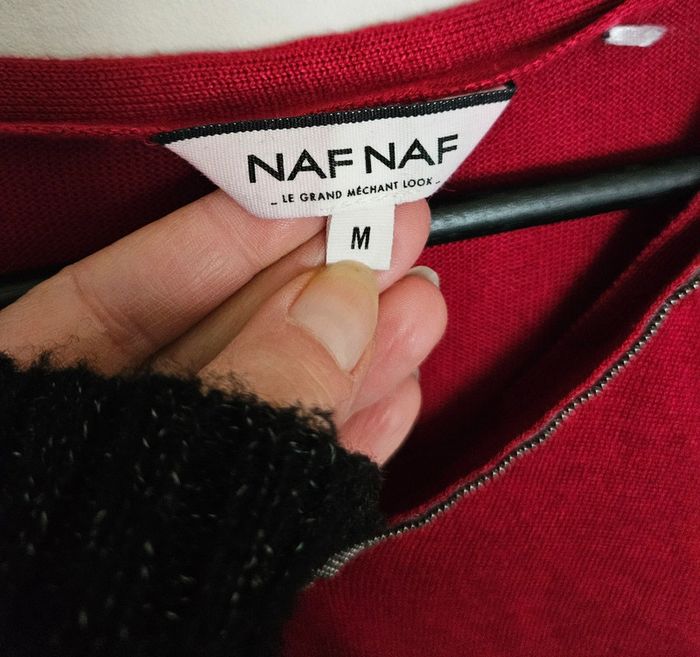 NAF NAF
- LE GRAND MÉCHANT LOOK -
M